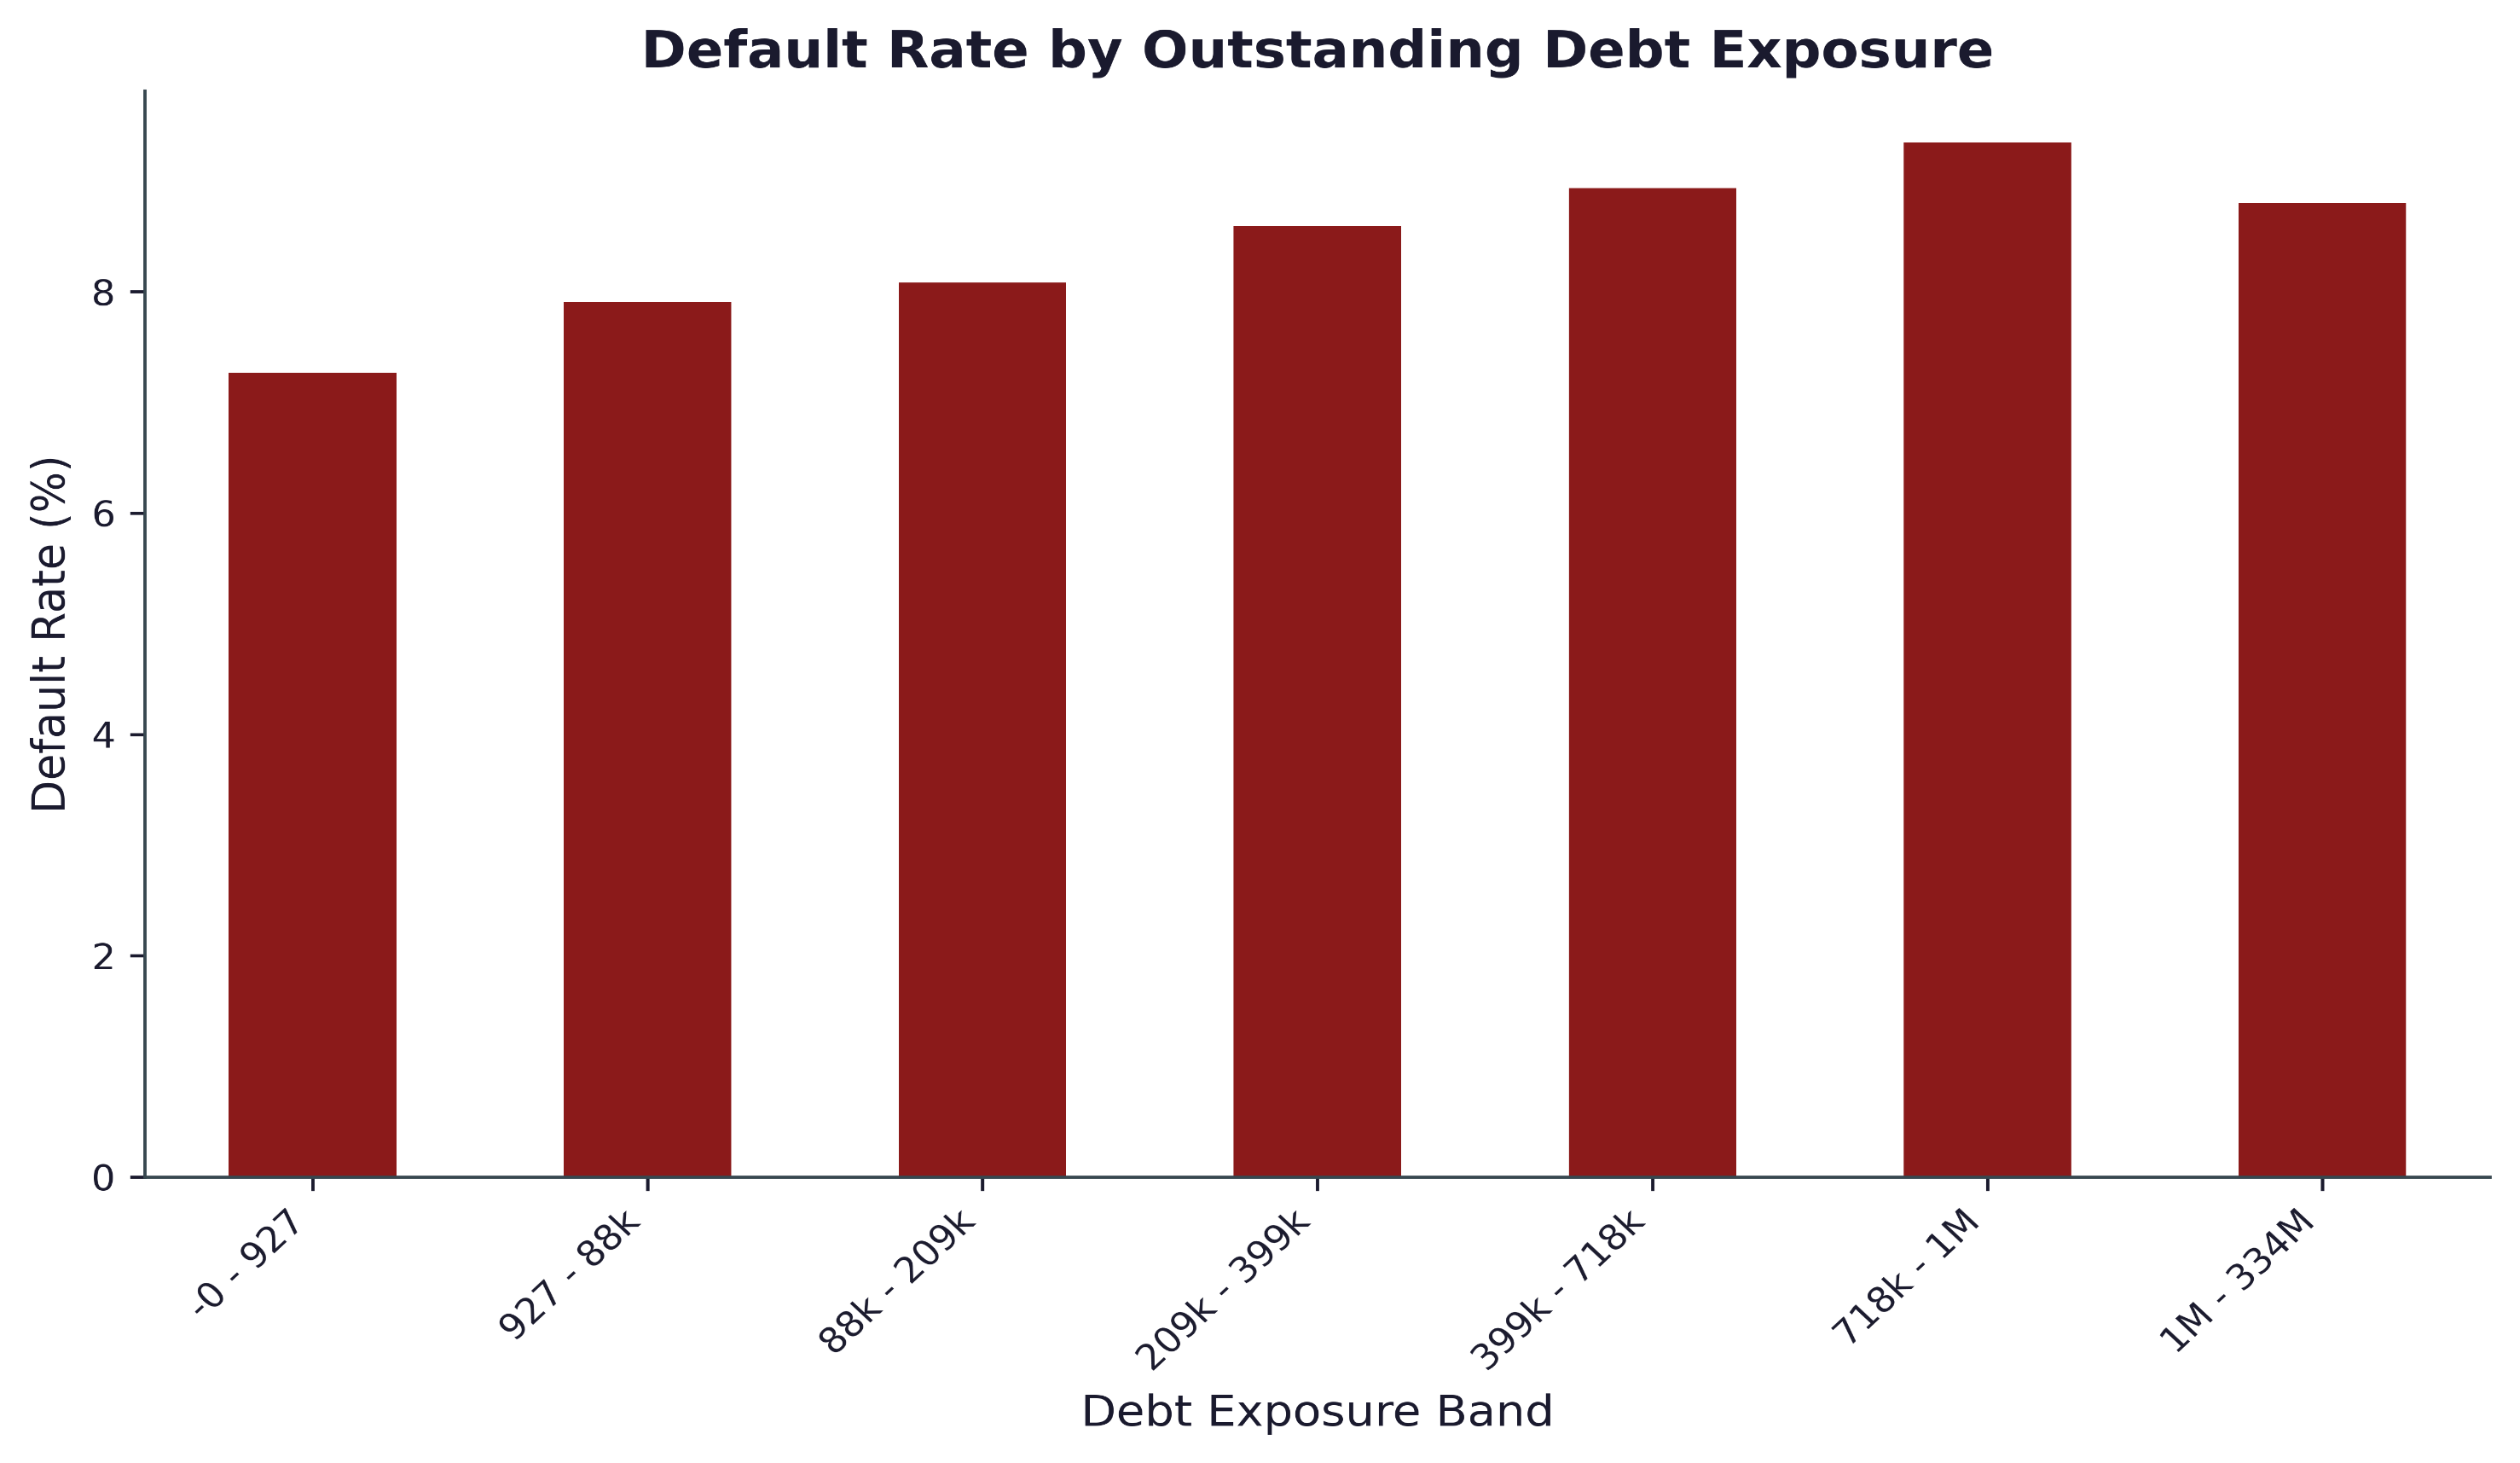 Default Rate by Outstanding Debt Exposure
Default Rate (%)
8
6
4
2
0
-0 - 927
927 - 88k
88k - 209k
209k - 399k
399k - 718k
718k - 1M
1M - 334M
Debt Exposure Band